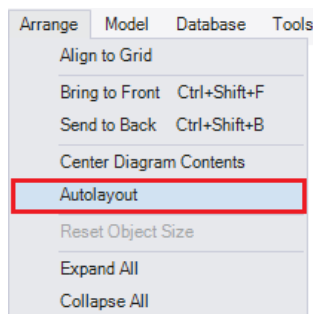 Arrange Model Database Tools
Align to Grid
Bring to Front Ctrl+Shift+F
Send to Back Ctrl+Shift+B
Center Diagram Contents
Autolayout
Reset Object Size
Expand All
Collapse All